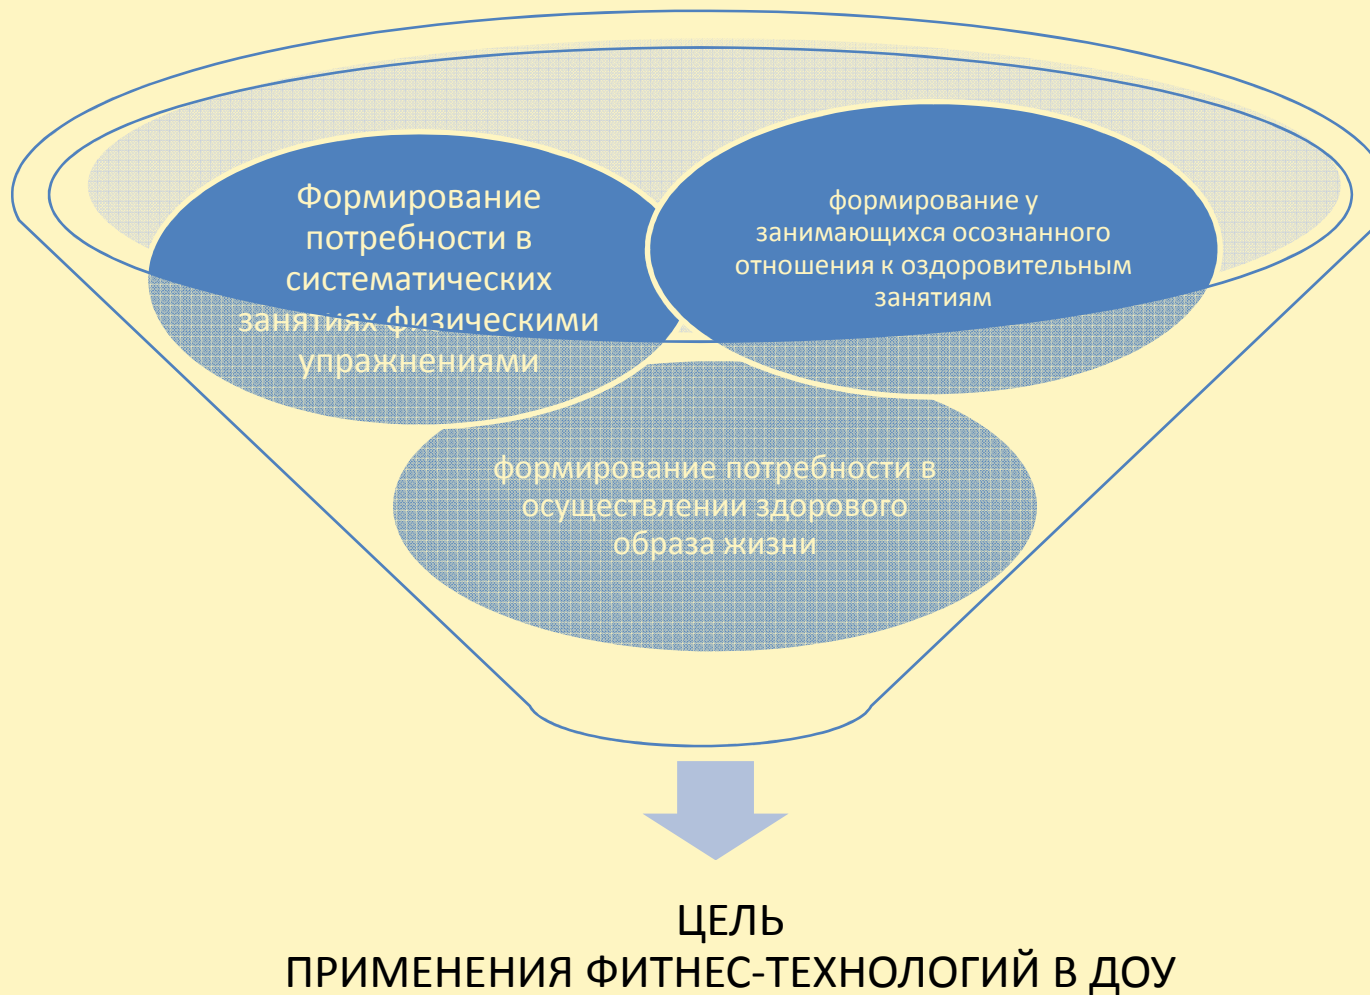 Формирование
потребности в
систематических
занятиях физическими
упражнениями
формирование у
занимающихся осознанного
отношения к оздоровительным
занятиям
формирование потребности в
осуществлении здорового
образа жизни
ЦЕЛЬ
ПРИМЕНЕНИЯ ФИТНЕС-ТЕХНОЛОГИЙ В ДОУ